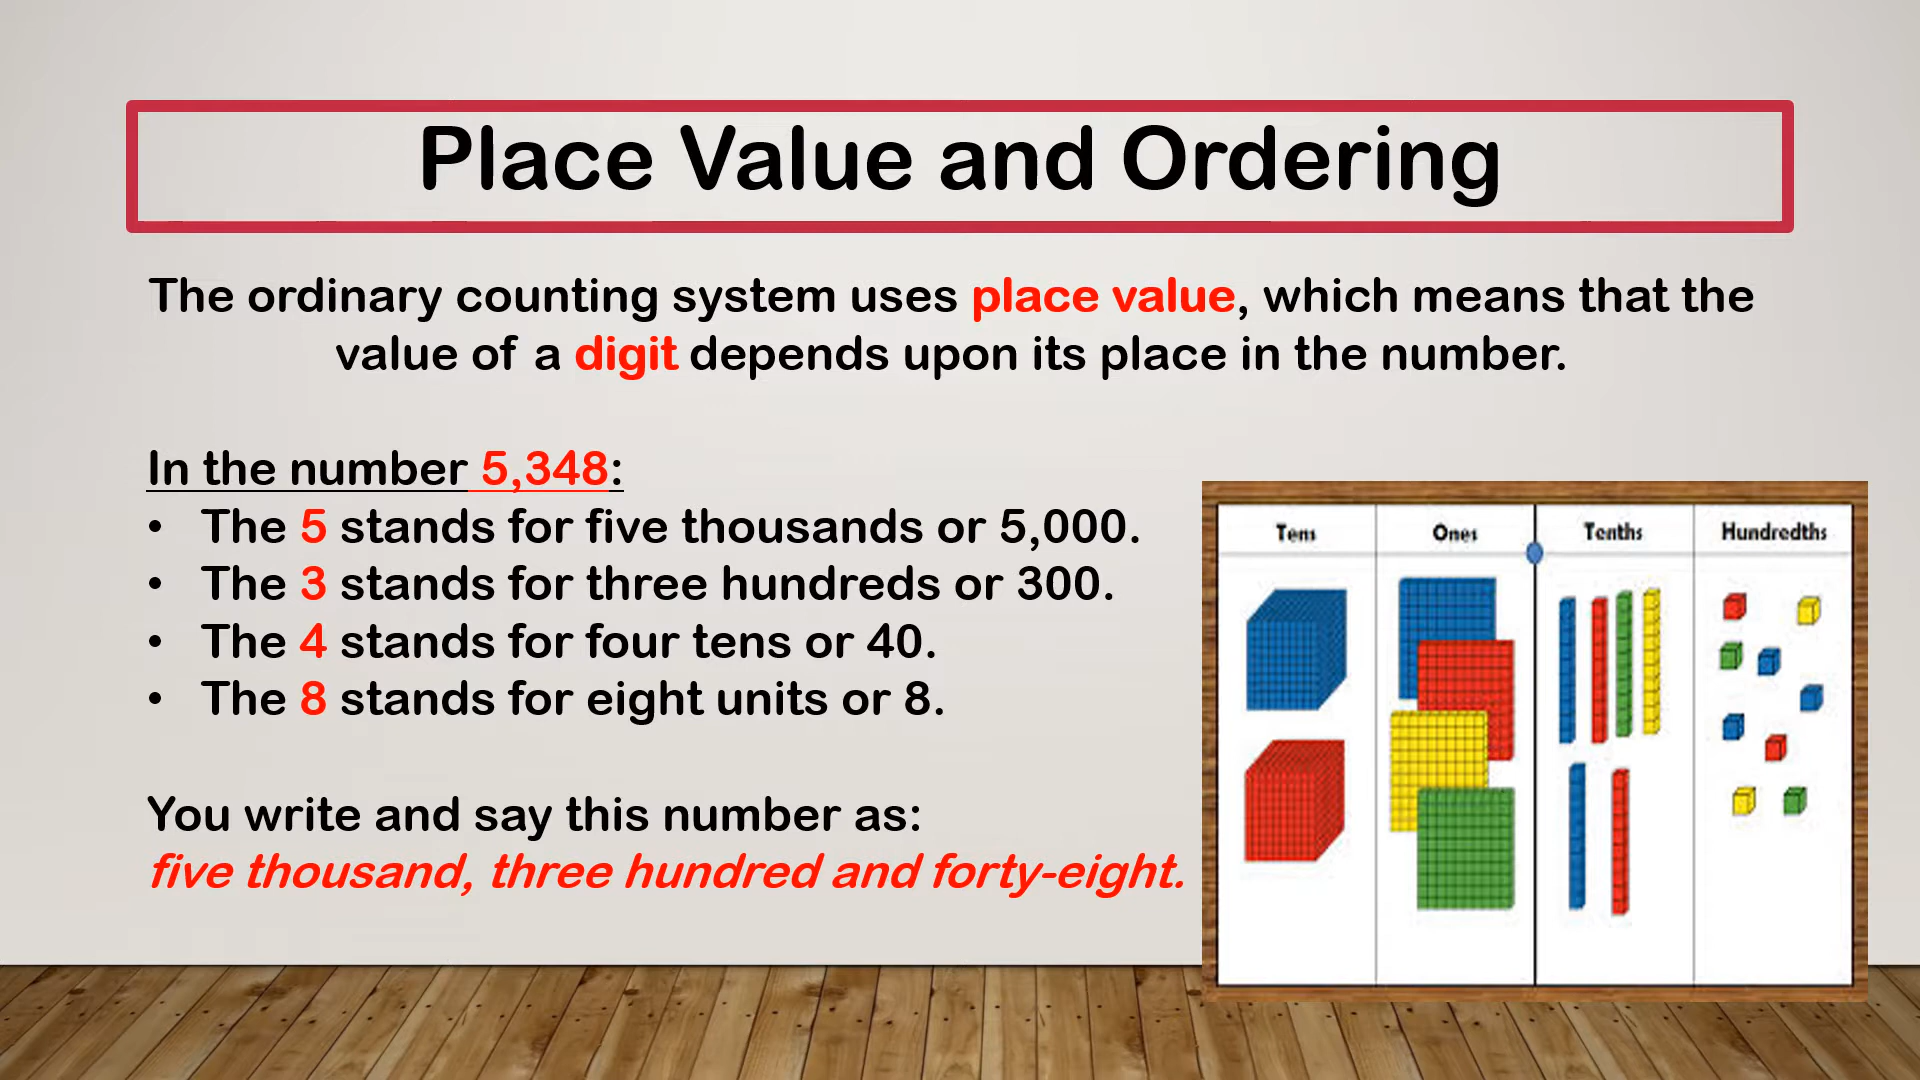 Place Value and Ordering
The ordinary counting system uses place value, which means that the
value of a digit depends upon its place in the number.
In the number 5,348:
• The 5 stands for five thousands or 5,000.
• The 3 stands for three hundreds or 300.
• The 4 stands for four tens or 40.
• The 8 stands for eight units or 8.
You write and say this number as:
five thousand, three hundred and forty-eight.
Tens Ones Tenths Hundredths